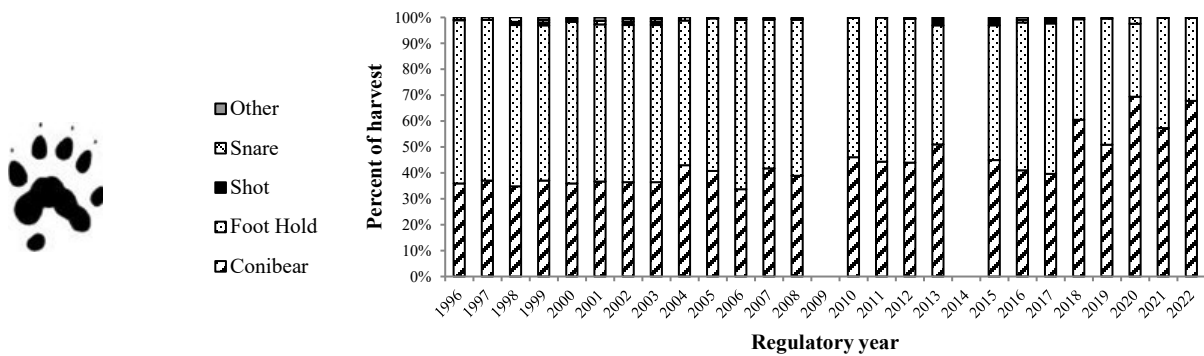 Other
Snare
Shot
Foot Hold
Conibear
Percent of harvest
100%
90%
80%
70%
60%
50%
40%
30%
20%
10%
0%
1996 1997 1998 1999 2000 2001 2002 2003 2004 2005 2006 2007 2008 2009 2010 2011 2012 2013 2014 2015 2016 2017 2018 2019 2020 2021 2022
Regulatory year